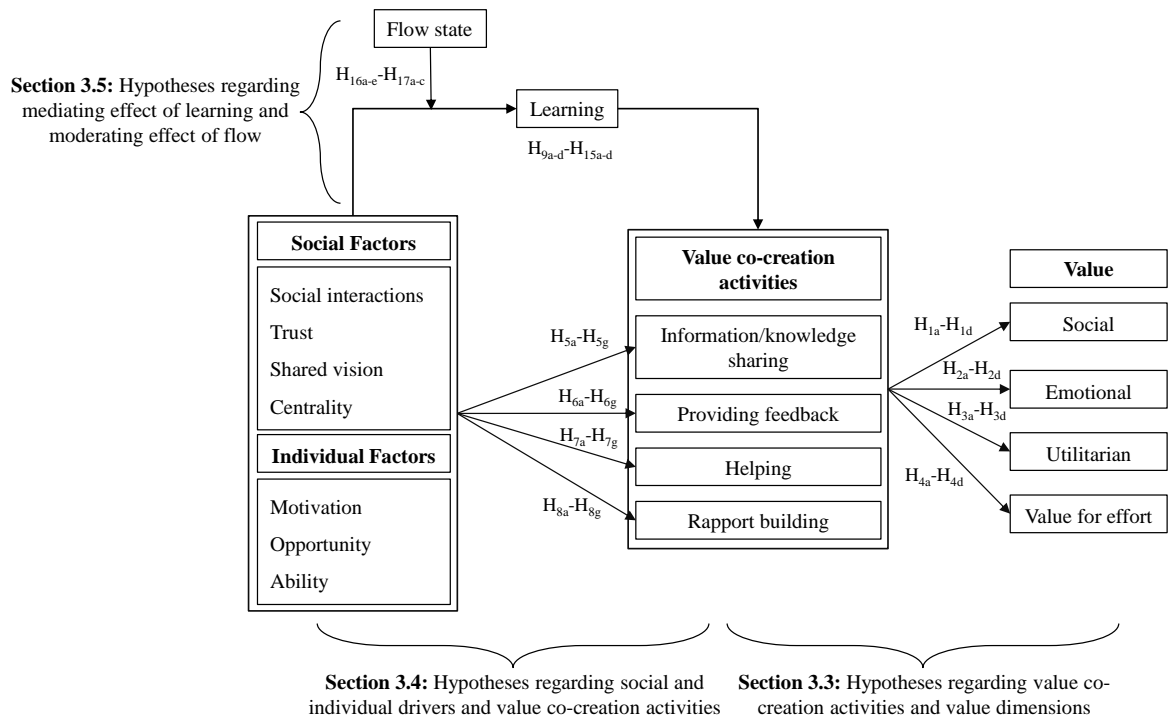 Flow state
Section 3.5: Hypotheses regarding
mediating effect of learning and
moderating effect of flow
H16a-e-H17a-c
Learning
H9a-d-H15a-d
Social Factors
Social interactions
Trust
Shared vision
Centrality
Individual Factors
Motivation
Opportunity
Ability
H5a-H5g
H6a-H6g
H7a-H7g
H8a-H8g
Value co-creation
activities
Information/knowledge
sharing
Providing feedback
Helping
Rapport building
H1a-H1d
H2a-H2d
H3a-H3d
H4a-H4d
Value
Social
Emotional
Utilitarian
Value for effort
Section 3.4: Hypotheses regarding social and
individual drivers and value co-creation activities
Section 3.3: Hypotheses regarding value co-
creation activities and value dimensions